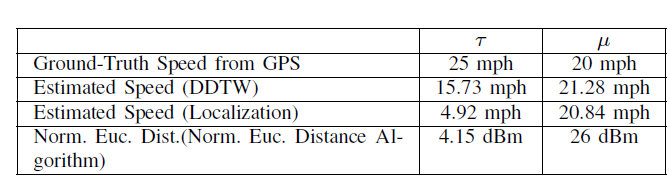 τ μ
Ground-Truth Speed from GPS 25 mph 20 mph
Estimated Speed (DDTW) 15.73 mph 21.28 mph
Estimated Speed (Localization) 4.92 mph 20.84 mph
Norm. Euc. Dist.(Norm. Euc. Distance Al- 4.15 dBm 26 dBm
gorithm)